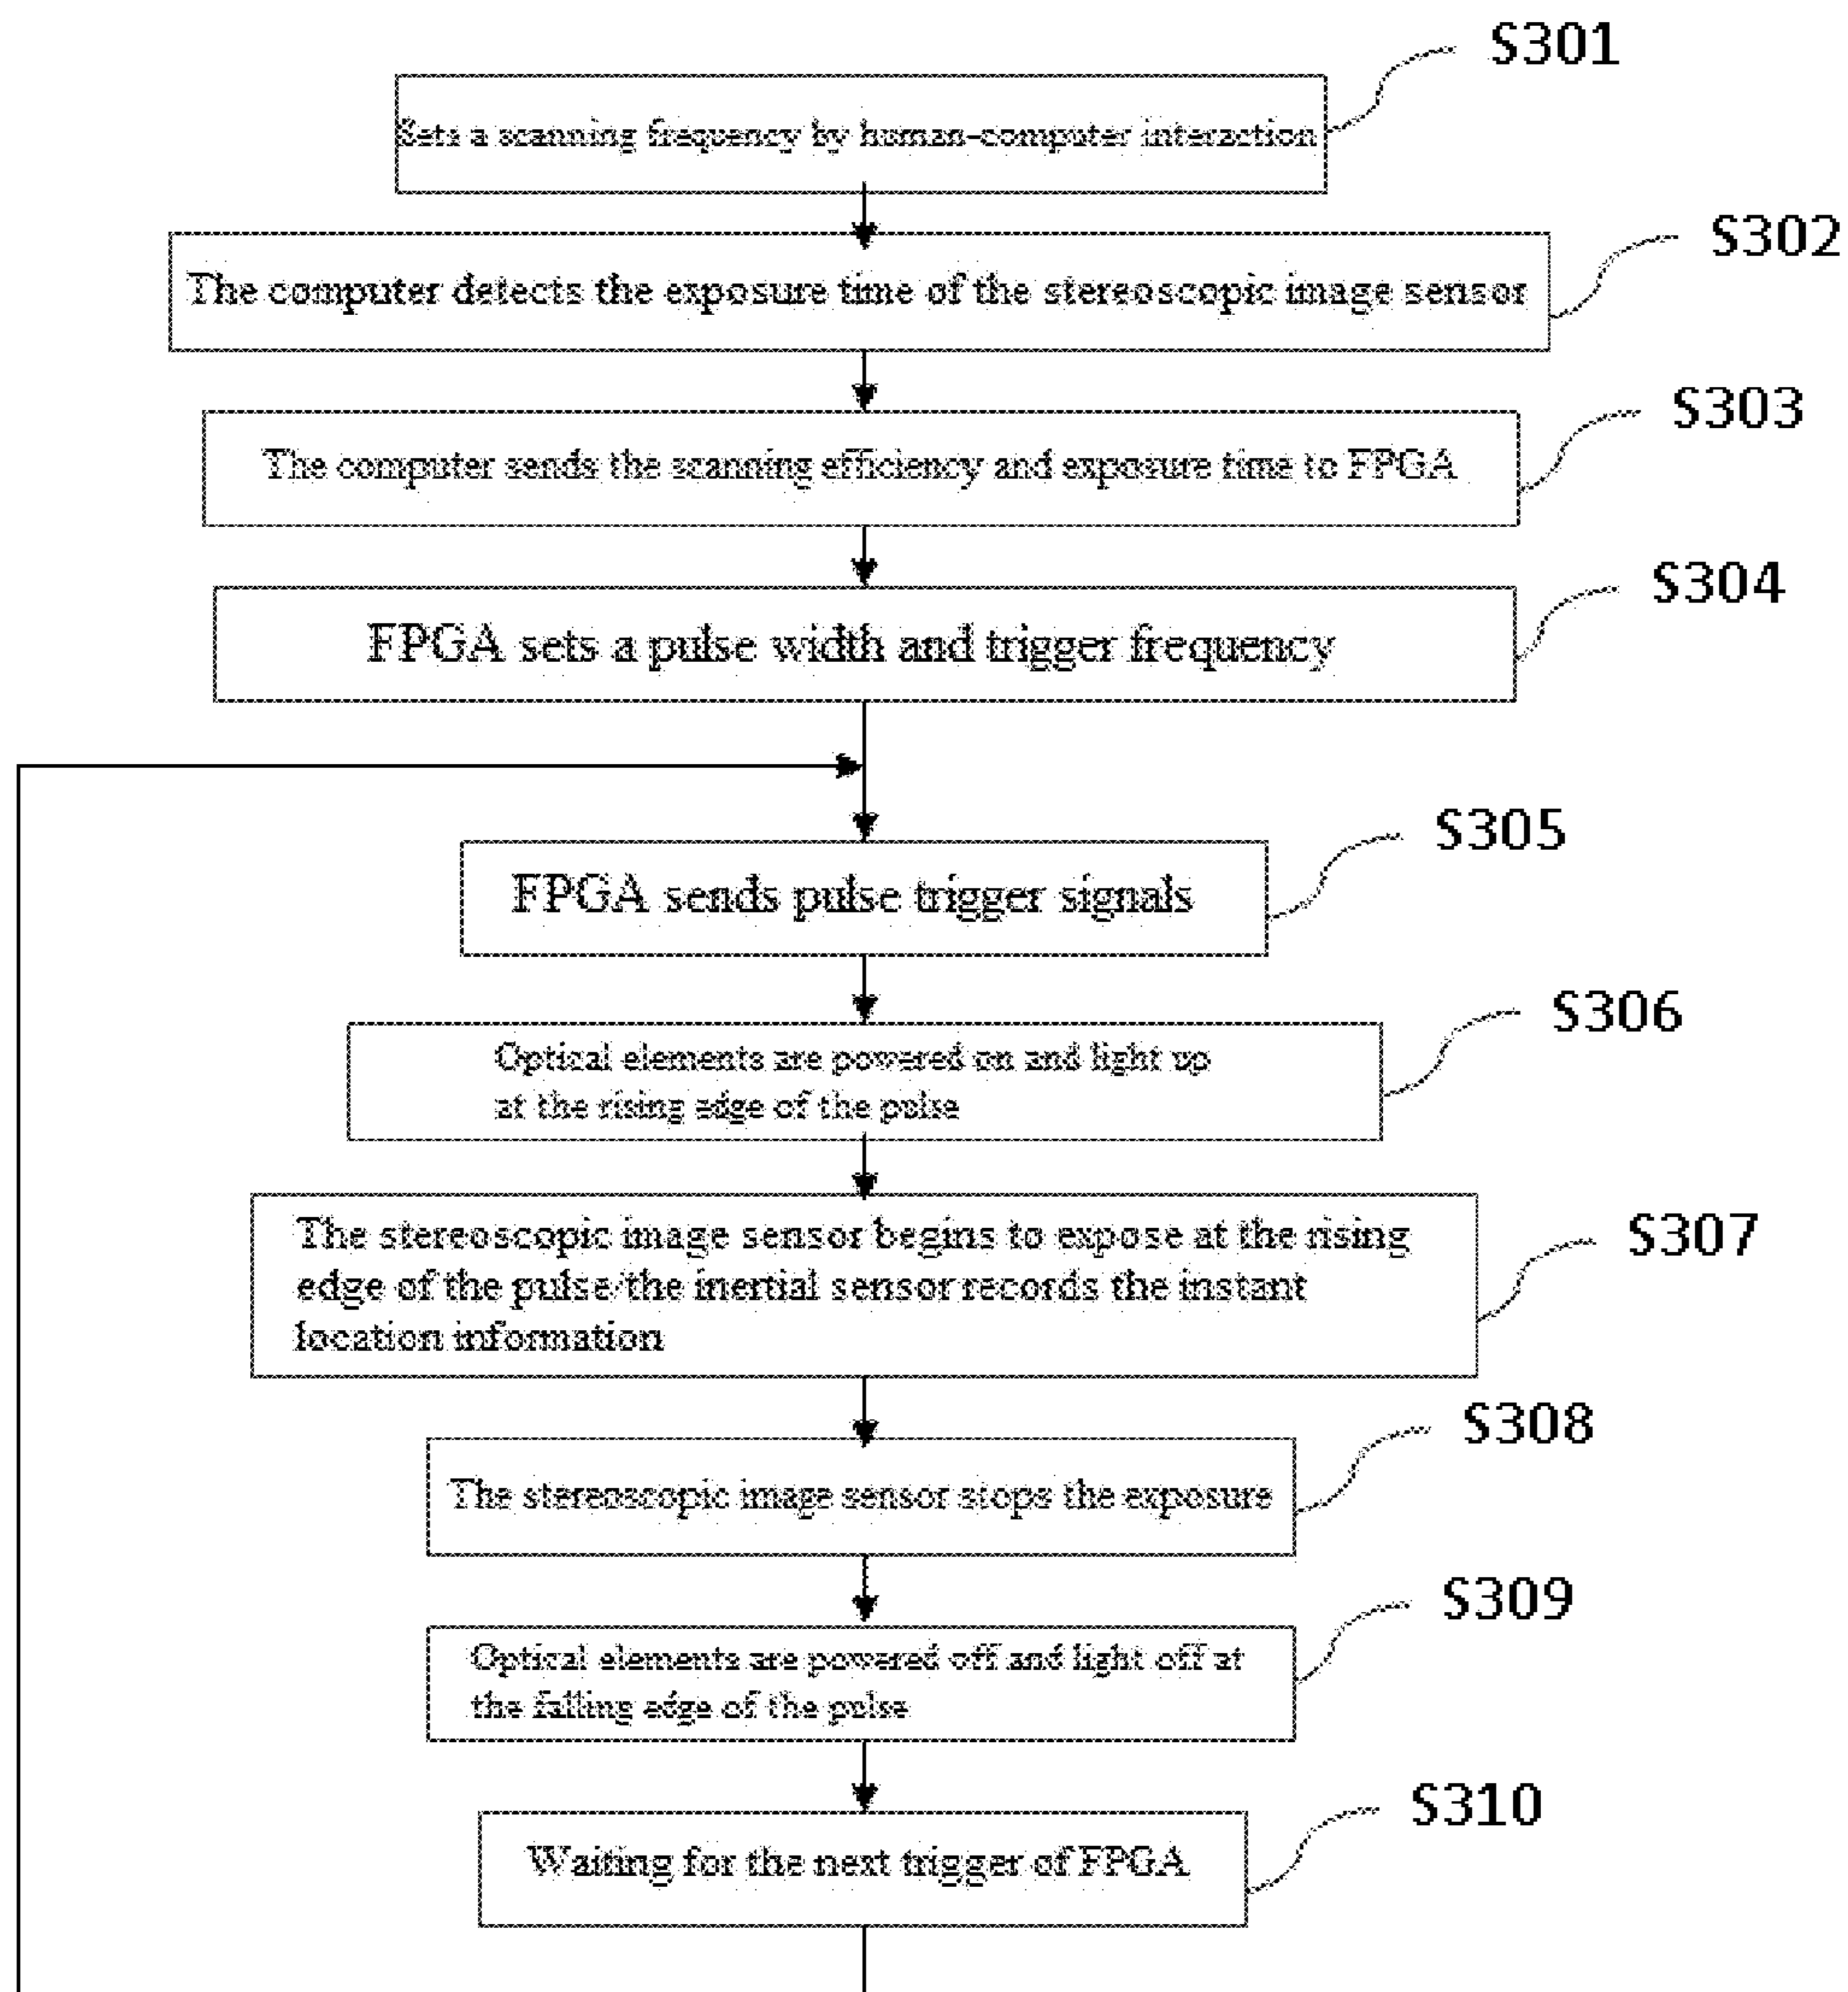 S301
Sets a scanning frequency by human-computer interaction
S302
The computer detects the exposure time of the stereoscopic image sensor
S303
The computer sends the scanning efficiency and exposure time to FPGA
S304
FPGA sets a pulse width and trigger frequency
S305
FPGA sends pulse trigger signals
S306
Optical elements are powered on and light up
at the rising edge of the pulse
S307
The stereoscopic image sensor begins to expose at the rising
edge of the pulse/the inertial sensor records the instant
location information
S308
The stereoscopic image sensor stops the exposure
S309
Optical elements are powered off and light off at
the falling edge of the pulse
S310
Waiting for the next trigger of FPGA